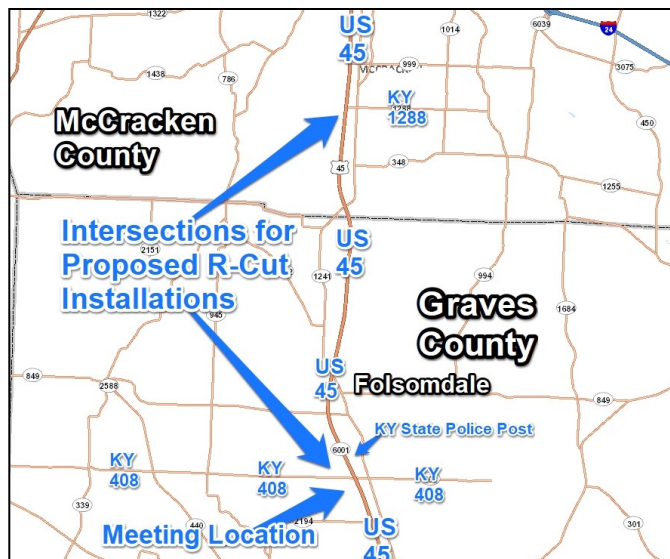 1322
US
45
1014
6039
24
MCCRACKEN
999
3075
1438
786
KY
1288
1286
McCracken
County
450
348
45
1255
Intersections for
Proposed R-Cut
Installations
2151
US
45
1241
994
945
Graves
County
1684
US
45
849
2588
Folsomdale
849
KY State Police Post
6001
KY
408
KY
408
KY
408
339
440
2194
Meeting Location
US
45
301